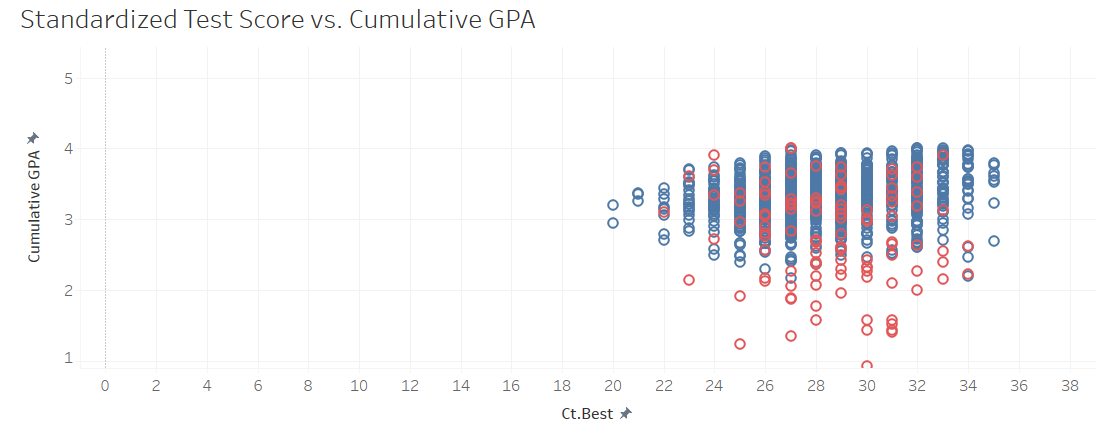 Standardized Test Score vs. Cumulative GPA
Cumulative GPA
5
4
3
2
1
0 2 4 6 8 10 12 14 16 18 20 22 24 26 28 30 32 34 36 38
Ct.Best